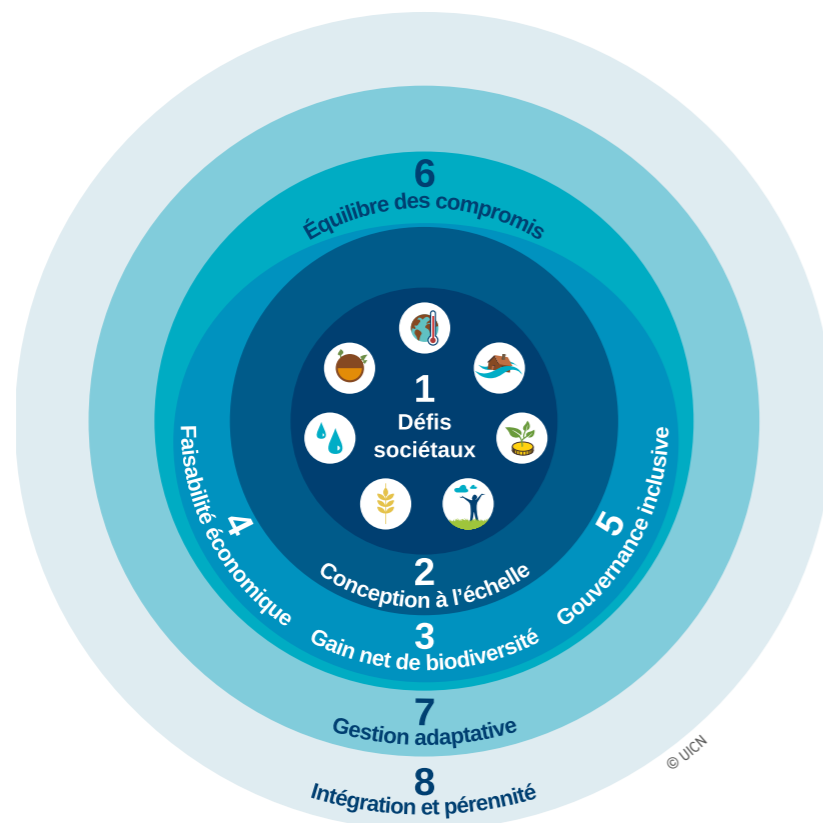 6
Équilibre des compromis
1
Défis
sociétaux
2
Conception à l’échelle
3
Gain net de biodiversité
4
Faisabilité économique
5
Gouvernance inclusive
7
Gestion adaptative
8
Intégration et pérennité
© UICN